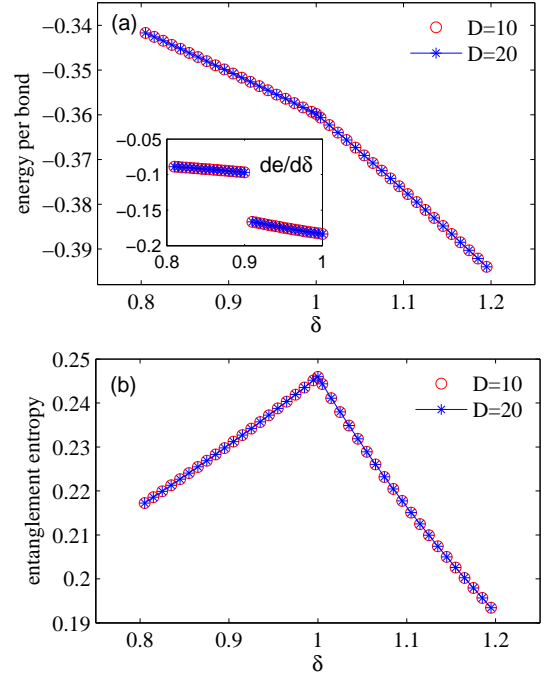 (a)
D=10
D=20
−0.34
−0.35
−0.36
−0.37
−0.38
−0.39
energy per bond
de/dδ
−0.05
−0.1
−0.15
−0.2
0.8 0.9 1
0.8 0.9 1 1.1 1.2
δ
(b)
D=10
D=20
0.25
0.24
0.23
0.22
0.21
0.2
0.19
entanglement entropy
0.8 0.9 1 1.1 1.2
δ